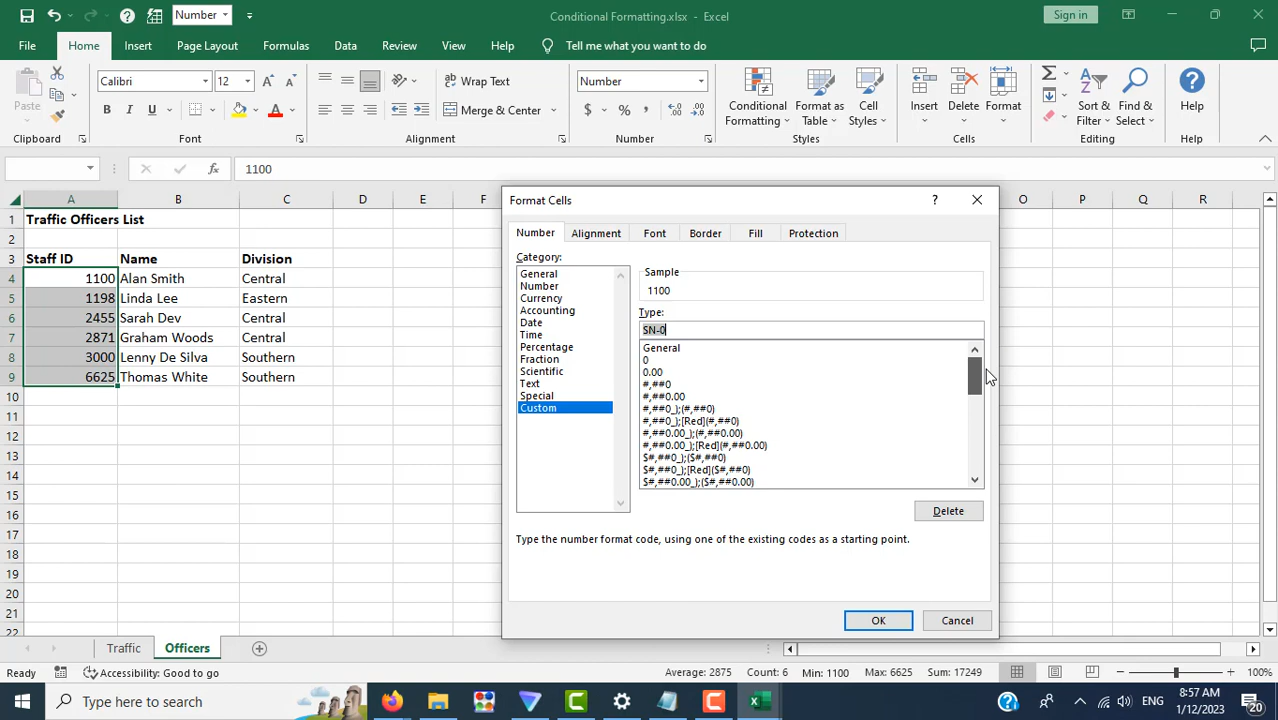 Number
Conditional Formatting.xlsx - Excel
Sign in
File Home Insert Page Layout Formulas Data Review View Help Tell me what you want to do
Paste
Clipboard
Calibri 12
B I U
Font
Wrap Text
Merge & Center
Alignment
Number
$ % ,
Number
Conditional Formatting
Format as Table
Cell Styles
Styles
Insert
Delete
Format
Cells
Sort & Filter
Find & Select
Editing
Help
Help
fx 1100
A B C D E F O P Q R
1 Traffic Officers List
2
3 Staff ID Name Division
4 1100 Alan Smith Central
5 1198 Linda Lee Eastern
6 2455 Sarah Dev Central
7 2871 Graham Woods Central
8 3000 Lenny De Silva Southern
9 6625 Thomas White Southern
10
11
12
13
14
15
16
17
18
19
20
21
22
Format Cells
?
Number Alignment Font Border Fill Protection
Category:
General
Number
Currency
Accounting
Date
Time
Percentage
Fraction
Scientific
Text
Special
Custom
Sample
1100
Type:
SN-0
General
0
0.00
#,##0
#,##0.00
#,##0_);(#,##0)
#,##0_);[Red](#,##0)
#,##0.00_);(#,##0.00)
#,##0.00_);[Red](#,##0.00)
$#,##0_);($#,##0)
$#,##0_);[Red]($#,##0)
$#,##0.00_);($#,##0.00)
Delete
Type the number format code, using one of the existing codes as a starting point.
OK Cancel
Traffic Officers
Ready Accessibility: Good to go Average: 2875 Count: 6 Min: 1100 Max: 6625 Sum: 17249 100%
Type here to search
ENG
8:57 AM
1/12/2023
20